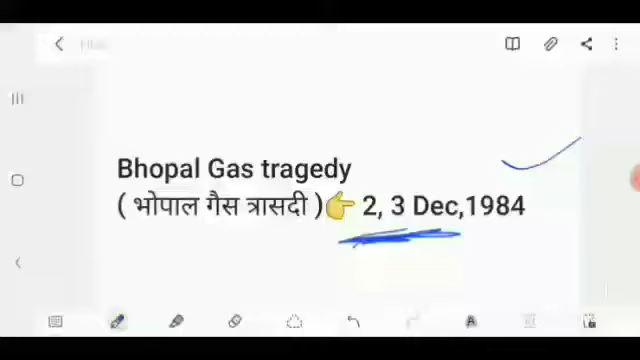 Bhopal Gas tragedy
( भोपाल गैस त्रासदी )👉 2, 3 Dec,1984